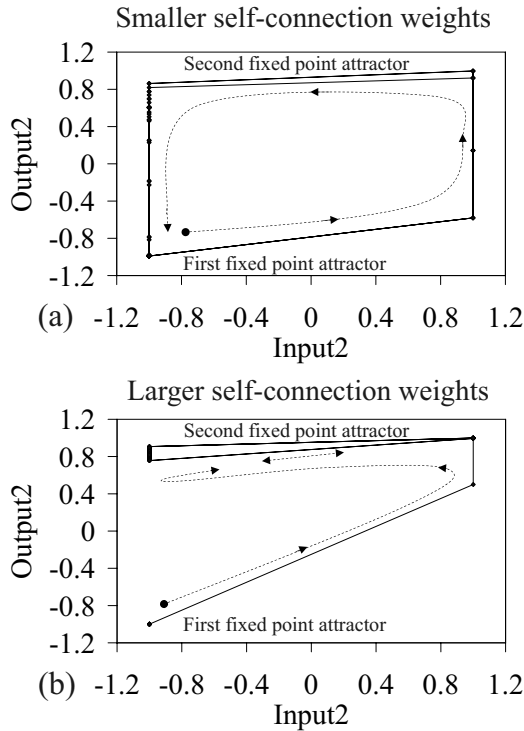 Smaller self-connection weights
1.2
0.8
0.4
0
-0.4
-0.8
-1.2
Output2
Second fixed point attractor
First fixed point attractor
(a)
-1.2 -0.8 -0.4 0 0.4 0.8 1.2
Input2
Larger self-connection weights
1.2
0.8
0.4
0
-0.4
-0.8
-1.2
Output2
Second fixed point attractor
First fixed point attractor
(b)
-1.2 -0.8 -0.4 0 0.4 0.8 1.2
Input2